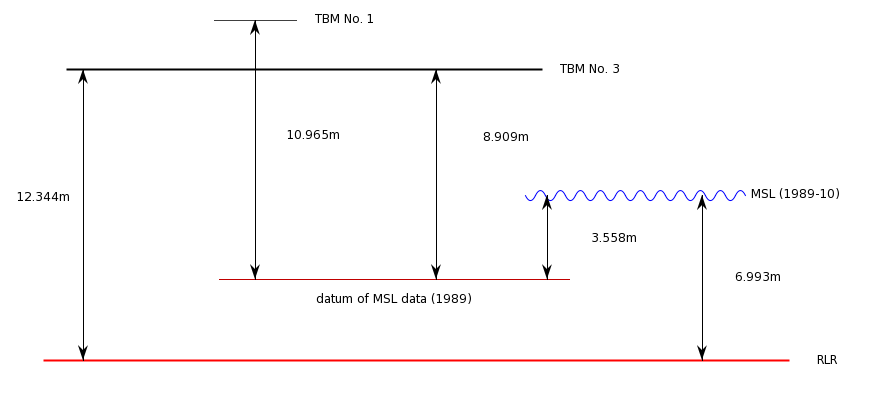 TBM No. 1
TBM No. 3
10.965m
8.909m
12.344m
MSL (1989-10)
3.558m
6.993m
datum of MSL data (1989)
RLR